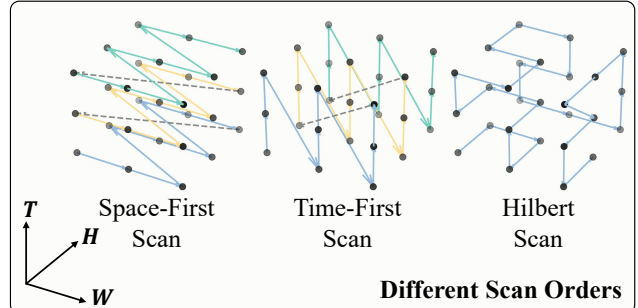 Space-First
Scan
Time-First
Scan
Hilbert
Scan
T
H
W
Different Scan Orders